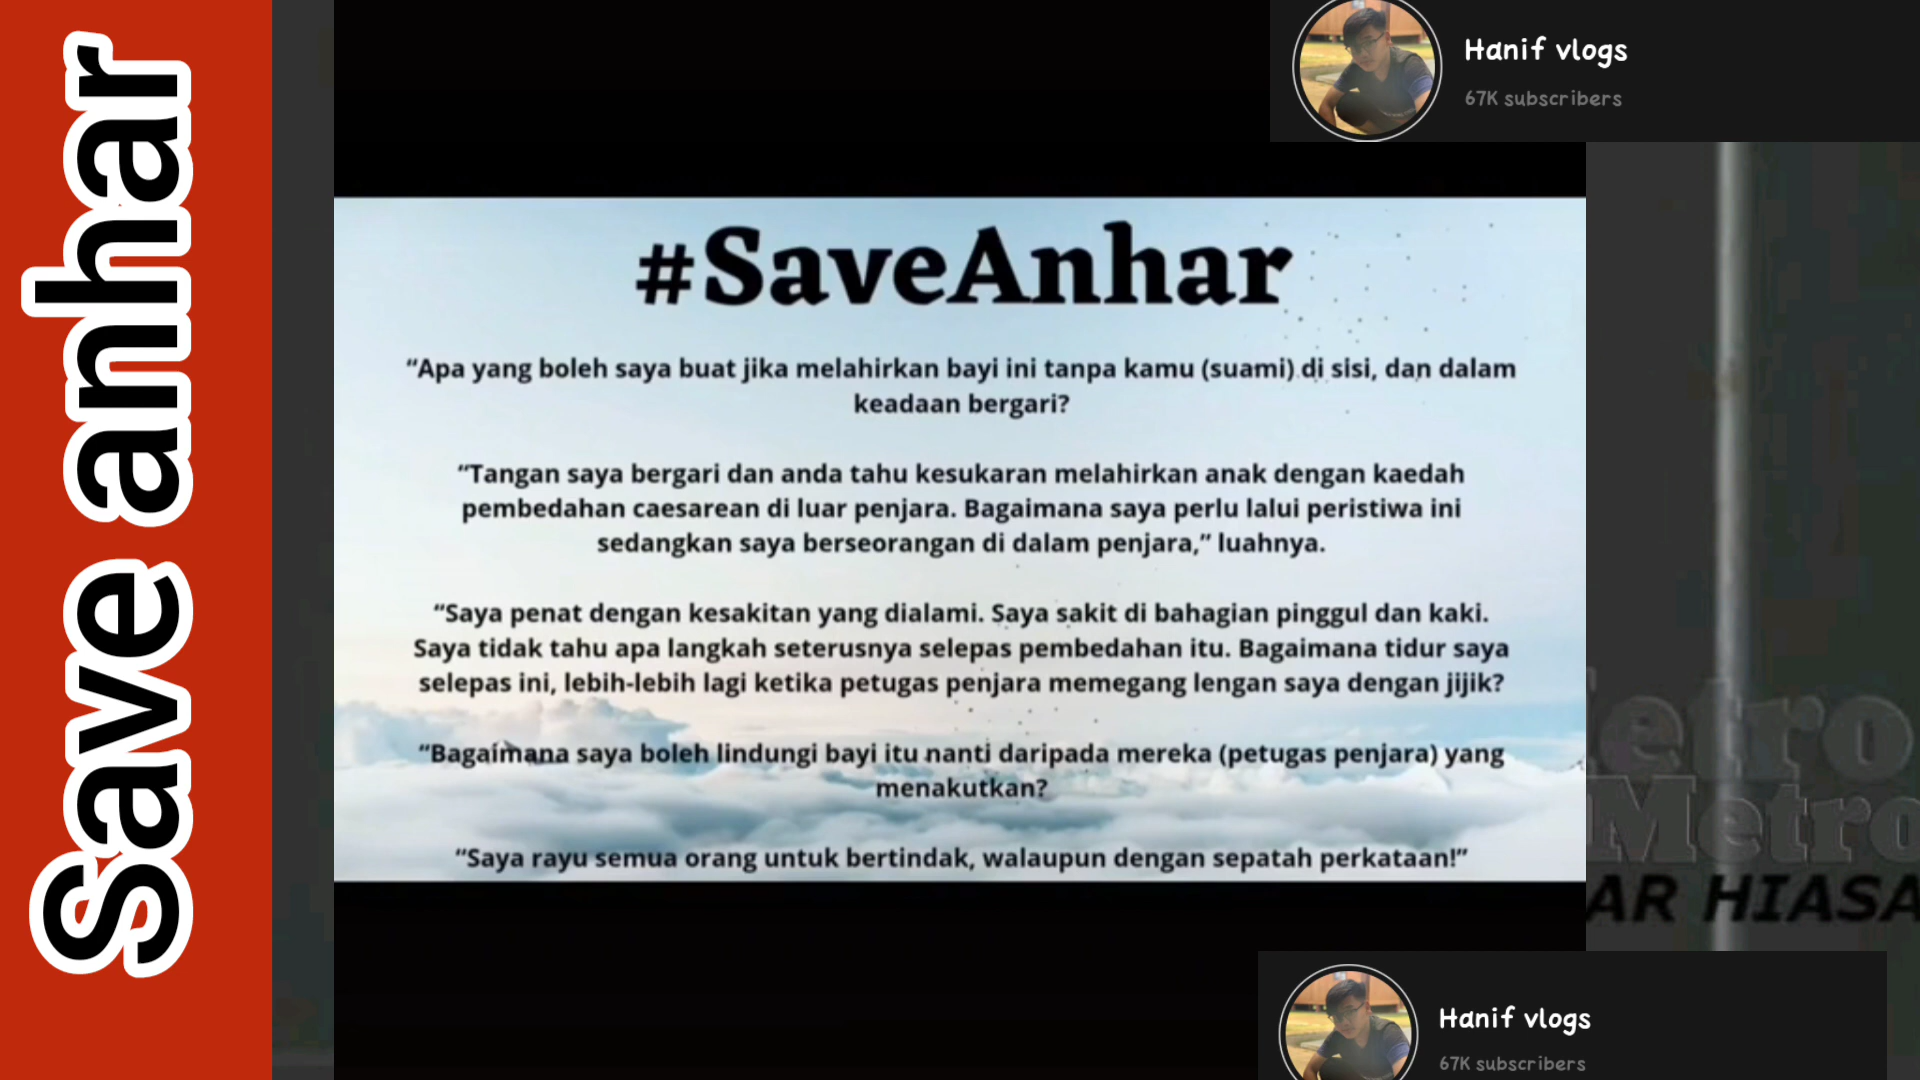 Save anhar
Hanif vlogs
67K subscribers
#SaveAnhar
“Apa yang boleh saya buat jika melahirkan bayi ini tanpa kamu (suami) di sisi, dan dalam
keadaan bergari?
“Tangan saya bergari dan anda tahu kesukaran melahirkan anak dengan kaedah
pembedahan caesarean di luar penjara. Bagaimana saya perlu lalui peristiwa ini
sedangkan saya berseorangan di dalam penjara,” luahnya.
“Saya penat dengan kesakitan yang dialami. Saya sakit di bahagian pinggul dan kaki.
Saya tidak tahu apa langkah seterusnya selepas pembedahan itu. Bagaimana tidur saya
selepas ini, lebih-lebih lagi ketika petugas penjara memegang lengan saya dengan jijik?
“Bagaimana saya boleh lindungi bayi itu nanti daripada mereka (petugas penjara) yang
menakutkan?
“Saya rayu semua orang untuk bertindak, walaupun dengan sepatah perkataan!”
etro
Metro
AR HIASA
Hanif vlogs
67K subscribers